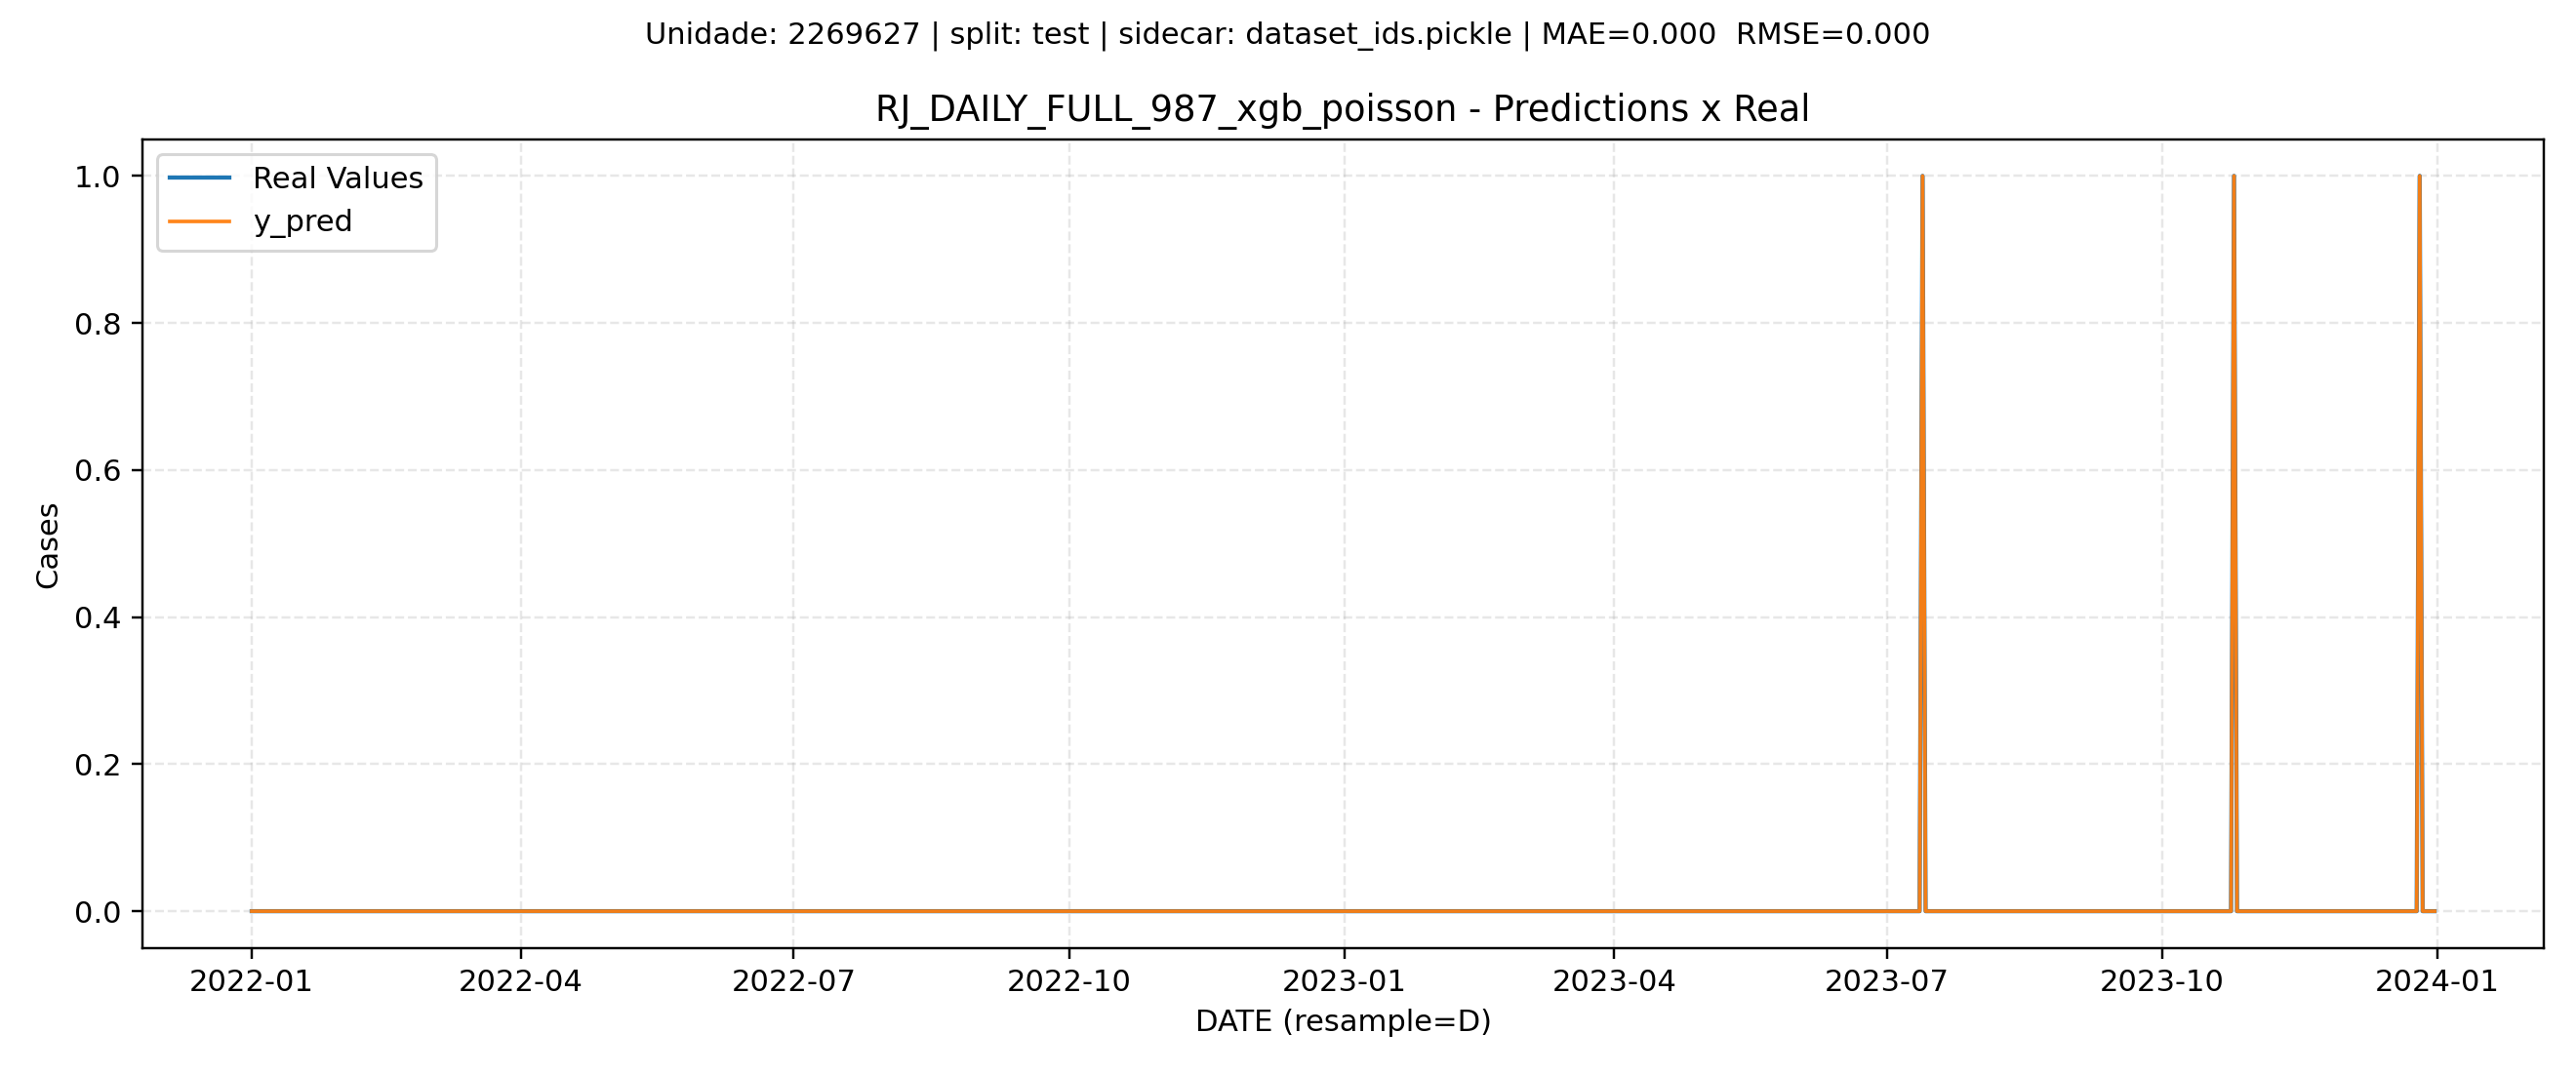 Unidade: 2269627 | split: test | sidecar: dataset_ids.pickle | MAE=0.000  RMSE=0.000
RJ_DAILY_FULL_987_xgb_poisson - Predictions x Real
Real Values
y_pred
1.0
0.8
0.6
0.4
0.2
0.0
Cases
2022-01 2022-04 2022-07 2022-10 2023-01 2023-04 2023-07 2023-10 2024-01
DATE (resample=D)